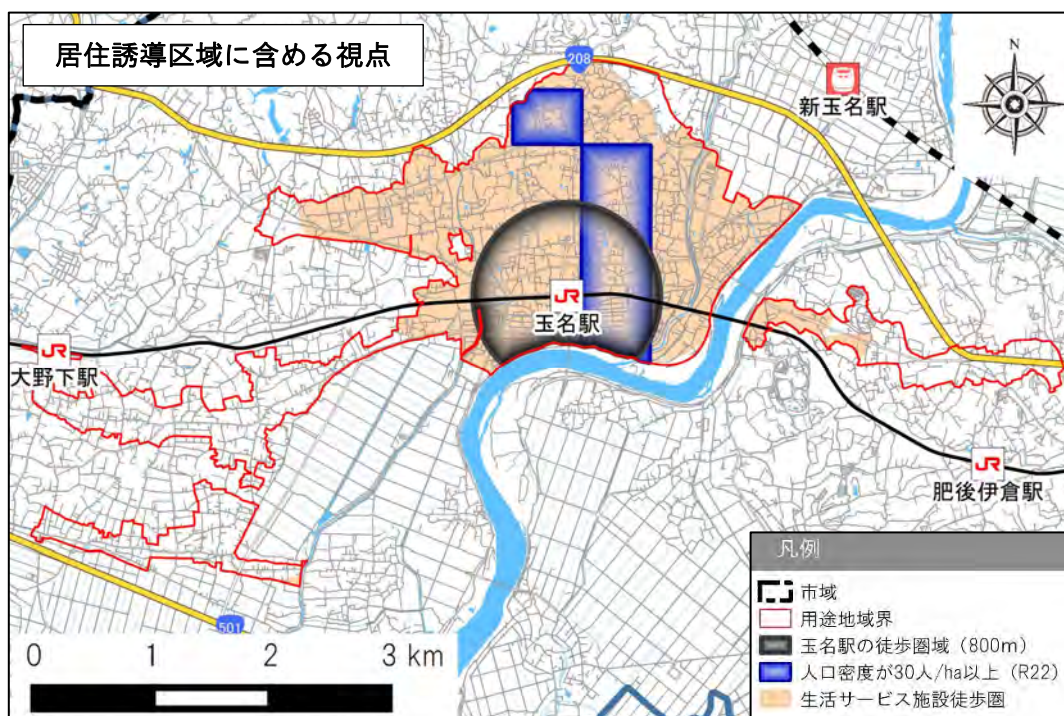 居住誘導区域に含める視点
208
新玉名駅
N
JR
玉名駅
JR
大野下駅
JR
肥後伊倉駅
501
0 1 2 3 km
凡例
市域
用途地域界
玉名駅の徒歩圏域（800m）
人口密度が30人/ha以上（R22）
生活サービス施設徒歩圏